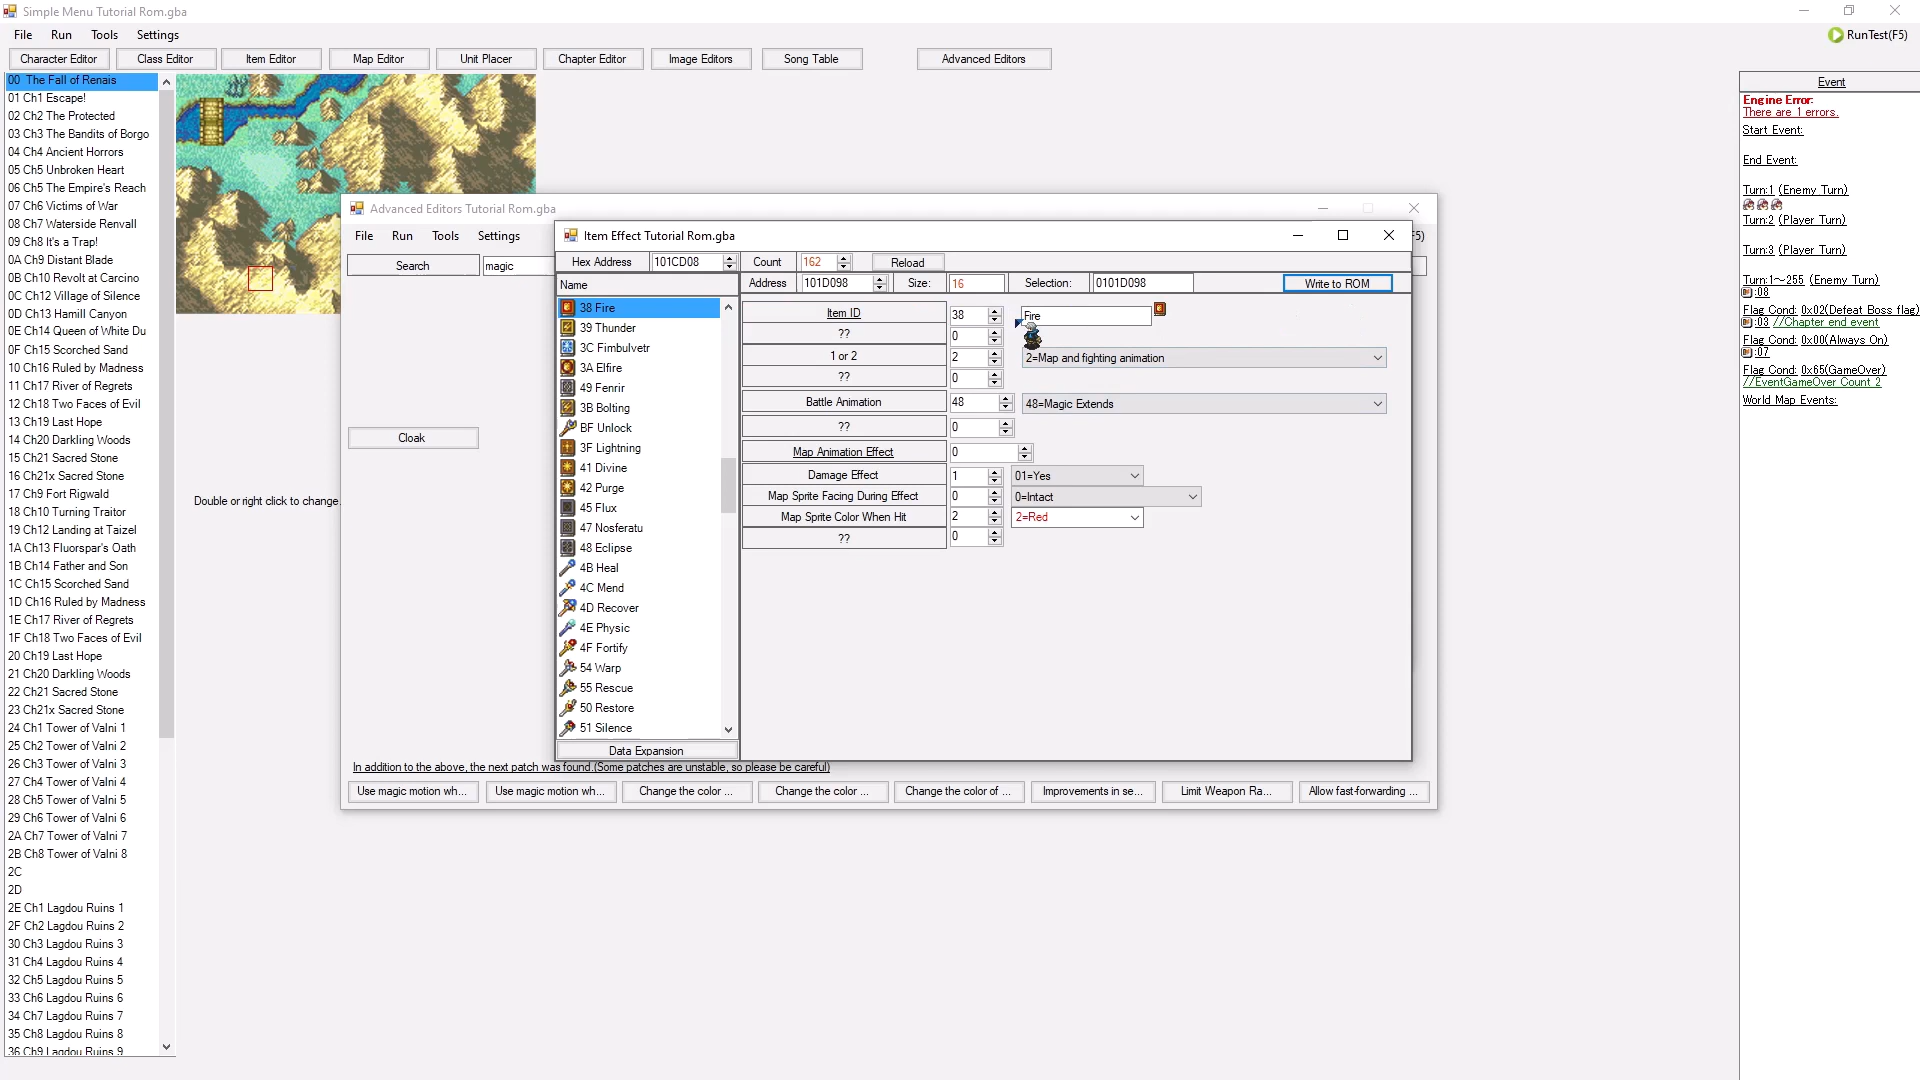 Simple Menu Tutorial Rom.gba
File Run Tools Settings
RunTest(F5)
Character Editor Class Editor Item Editor Map Editor Unit Placer Chapter Editor Image Editors Song Table Advanced Editors
00 The Fall of Renais
01 Ch1 Escape!
02 Ch2 The Protected
03 Ch3 The Bandits of Borgo
04 Ch4 Ancient Horrors
05 Ch5 Unbroken Heart
06 Ch5 The Empire's Reach
07 Ch6 Victims of War
08 Ch7 Waterside Renvall
09 Ch8 It's a Trap!
0A Ch9 Distant Blade
0B Ch10 Revolt at Carcino
0C Ch12 Village of Silence
0D Ch13 Hamill Canyon
0E Ch14 Queen of White Du
0F Ch15 Scorched Sand
10 Ch16 Ruled by Madness
11 Ch17 River of Regrets
12 Ch18 Two Faces of Evil
13 Ch19 Last Hope
14 Ch20 Darkling Woods
15 Ch21 Sacred Stone
16 Ch21x Sacred Stone
17 Ch9 Fort Rigwald
18 Ch10 Turning Traitor
19 Ch12 Landing at Taizel
1A Ch13 Fluorspar's Oath
1B Ch14 Father and Son
1C Ch15 Scorched Sand
1D Ch16 Ruled by Madness
1E Ch17 River of Regrets
1F Ch18 Two Faces of Evil
20 Ch19 Last Hope
21 Ch20 Darkling Woods
22 Ch21 Sacred Stone
23 Ch21x Sacred Stone
24 Ch1 Tower of Valni 1
25 Ch2 Tower of Valni 2
26 Ch3 Tower of Valni 3
27 Ch4 Tower of Valni 4
28 Ch5 Tower of Valni 5
29 Ch6 Tower of Valni 6
2A Ch7 Tower of Valni 7
2B Ch8 Tower of Valni 8
2C
2D
2E Ch1 Lagdou Ruins 1
2F Ch2 Lagdou Ruins 2
30 Ch3 Lagdou Ruins 3
31 Ch4 Lagdou Ruins 4
32 Ch5 Lagdou Ruins 5
33 Ch6 Lagdou Ruins 6
34 Ch7 Lagdou Ruins 7
35 Ch8 Lagdou Ruins 8
36 Ch9 Lagdou Ruins 9
Advanced Editors Tutorial Rom.gba
File Run Tools Settings
F5)
Search magic
Cloak
Double or right click to change
In addition to the above, the next patch was found.(Some patches are unstable, so please be careful)
Use magic motion wh... Use magic motion wh... Change the color ... Change the color ... Change the color of ... Improvements in se... Limit Weapon Ra... Allow fast-forwarding ...
Item Effect Tutorial Rom.gba
Hex Address 101CD08 Count 162 Reload
Name
Address 101D098 Size: 16 Selection: 0101D098 Write to ROM
38 Fire
39 Thunder
3C Fimbulvetr
3A Elfire
49 Fenrir
3B Bolting
BF Unlock
3F Lightning
41 Divine
42 Purge
45 Flux
47 Nosferatu
48 Eclipse
4B Heal
4C Mend
4D Recover
4E Physic
4F Fortify
54 Warp
55 Rescue
50 Restore
51 Silence
Data Expansion
Item ID 38 Fire
?? 0
1 or 2 2 2=Map and fighting animation
?? 0
Battle Animation 48 48=Magic Extends
?? 0
Map Animation Effect 0
Damage Effect 1 01=Yes
Map Sprite Facing During Effect 0 0=Intact
Map Sprite Color When Hit 2 2=Red
?? 0
Event
Engine Error:
There are 1 errors.
Start Event:
End Event:
Turn:1 (Enemy Turn)
Turn:2 (Player Turn)
Turn:3 (Player Turn)
Turn:1~255 (Enemy Turn)
:08
Flag Cond: 0x02(Defeat Boss flag)
:03 //Chapter end event
Flag Cond: 0x00(Always On)
:07
Flag Cond: 0x65(GameOver)
//EventGameOver Count 2
World Map Events: